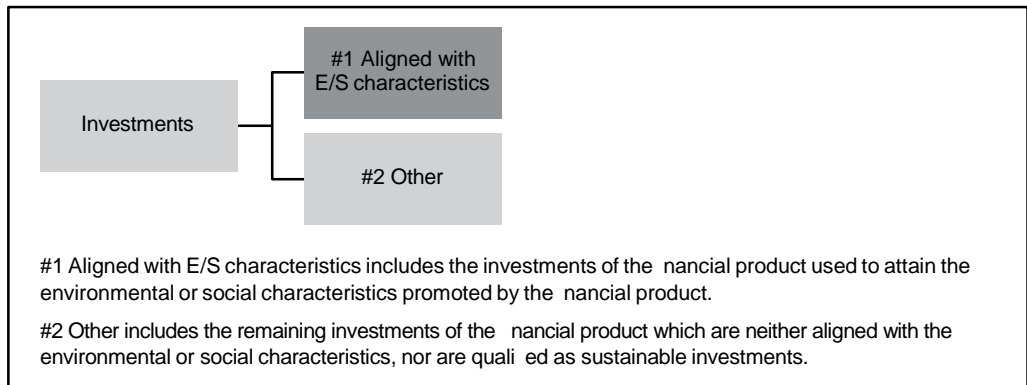 #1 Aligned with
E/S characteristics
Investments
#2 Other
#1 Aligned with E/S characteristics includes the investments of the nancial product used to attain the
environmental or social characteristics promoted by the nancial product.
#2 Other includes the remaining investments of the nancial product which are neither aligned with the
environmental or social characteristics, nor are quali ed as sustainable investments.